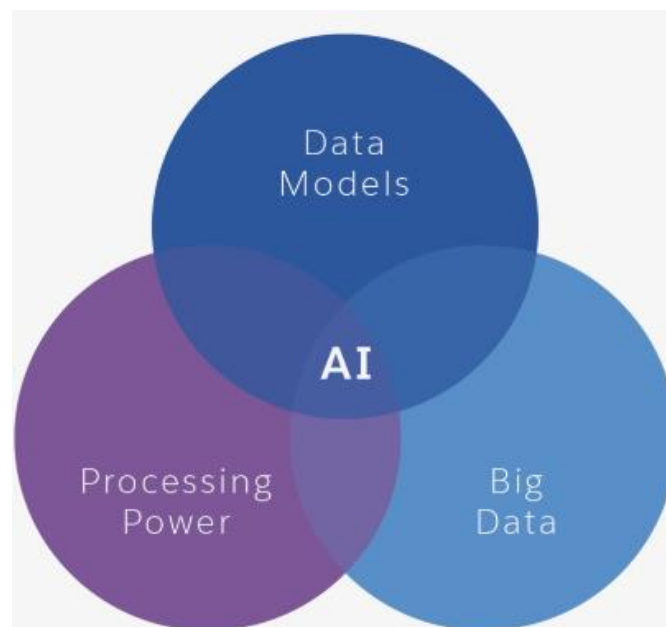 Data
Models
AI
Processing
Power
Big
Data